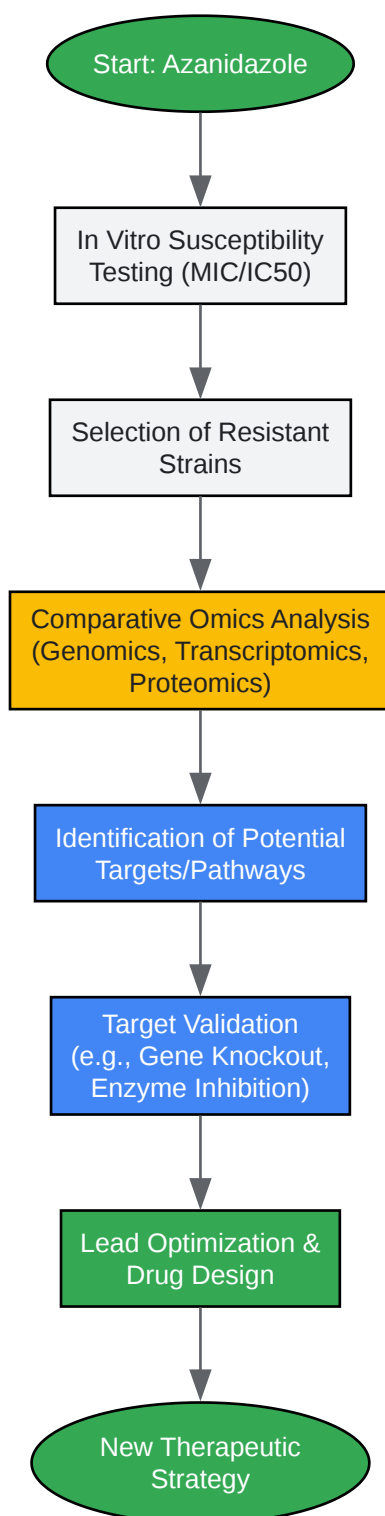 Start: Azanidazole
In Vitro Susceptibility
Testing (MIC/IC50)
Selection of Resistant
Strains
Comparative Omics Analysis
(Genomics, Transcriptomics,
Proteomics)
Identification of Potential
Targets/Pathways
Target Validation
(e.g., Gene Knockout,
Enzyme Inhibition)
Lead Optimization &
Drug Design
New Therapeutic
Strategy